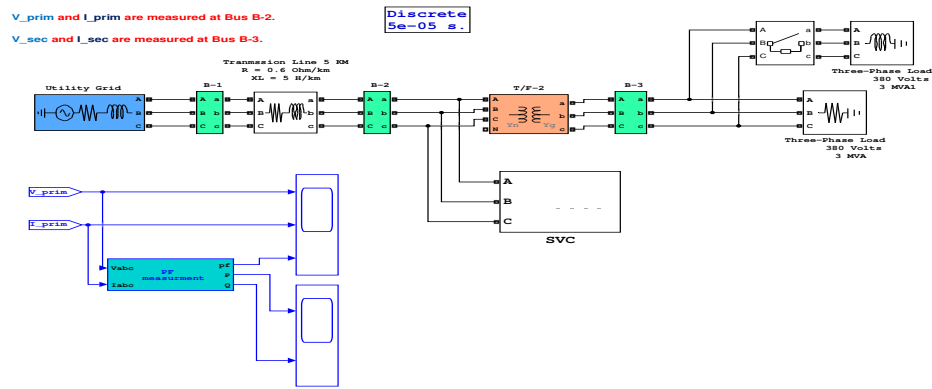 V_prim and I_prim are measured at Bus B-2.
V_sec and I_sec are measured at Bus B-3.
Discrete
5e-05 s.
Utility Grid
A
B
C
B-1
A a
B b
C c
Tranmssion Line 5 KM
R = 0.6 Ohm/km
XL = 5 H/km
A a
B b
C c
B-2
A a
B b
C c
T/F-2
A
B
C
N
a
b
c
Yn Yg
B-3
A a
B b
C c
A a
B b
C c
A
B
C
Three-Phase Load
380 Volts
3 MVA1
A
B
C
Three-Phase Load
380 Volts
3 MVA
A
B
C
- - - -
SVC
V_prim
I_prim
Vabc
Iabc
PF
measurment
pf
P
Q